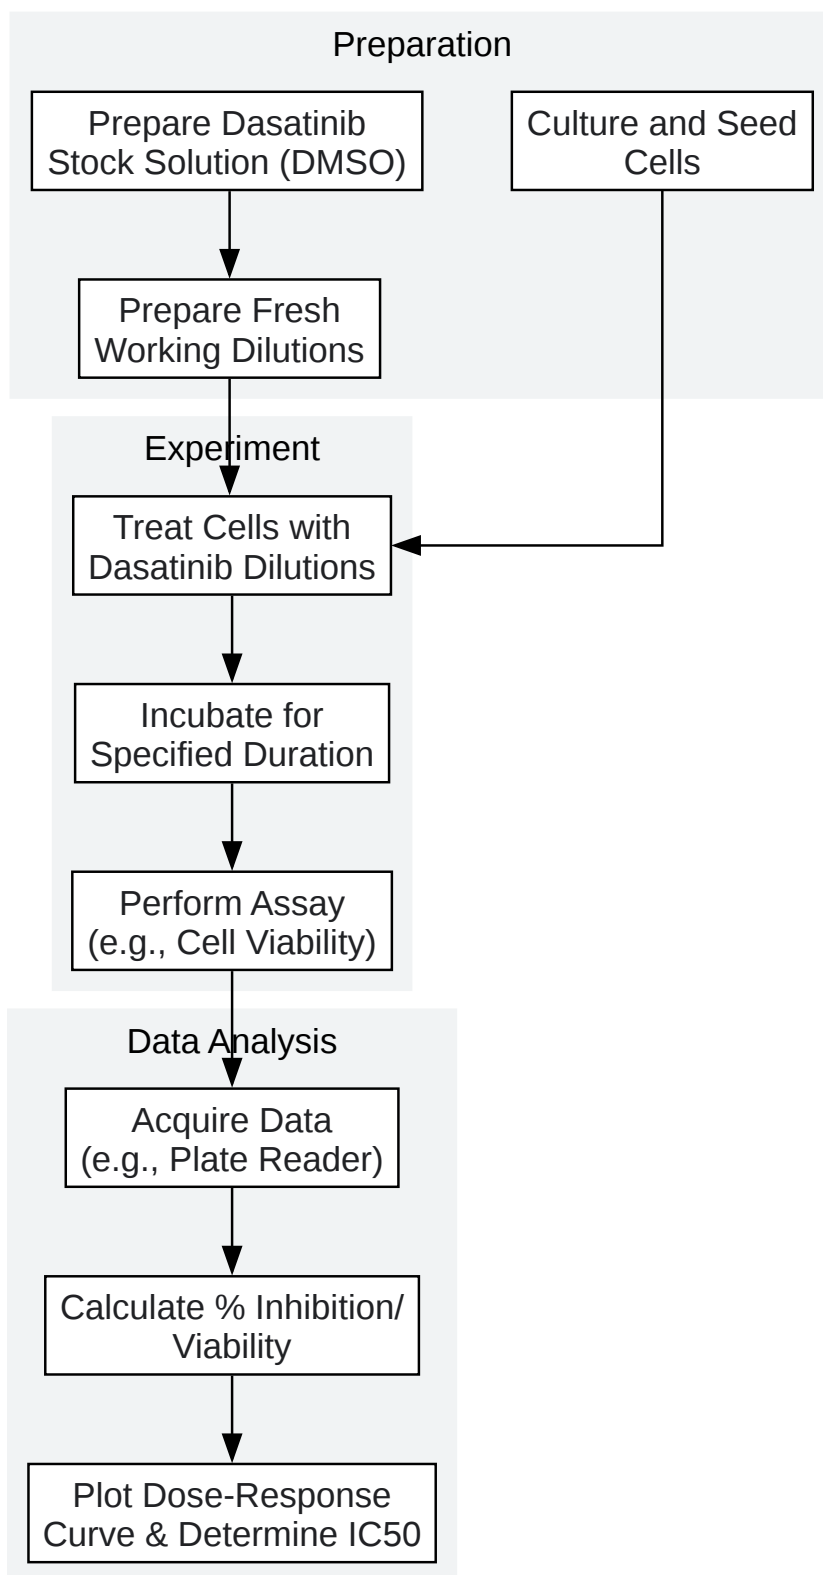 Preparation
Prepare Dasatinib
Stock Solution (DMSO)
Culture and Seed
Cells
Prepare Fresh
Working Dilutions
Experiment
Treat Cells with
Dasatinib Dilutions
Incubate for
Specified Duration
Perform Assay
(e.g., Cell Viability)
Data Analysis
Acquire Data
(e.g., Plate Reader)
Calculate % Inhibition/
Viability
Plot Dose-Response
Curve & Determine IC50